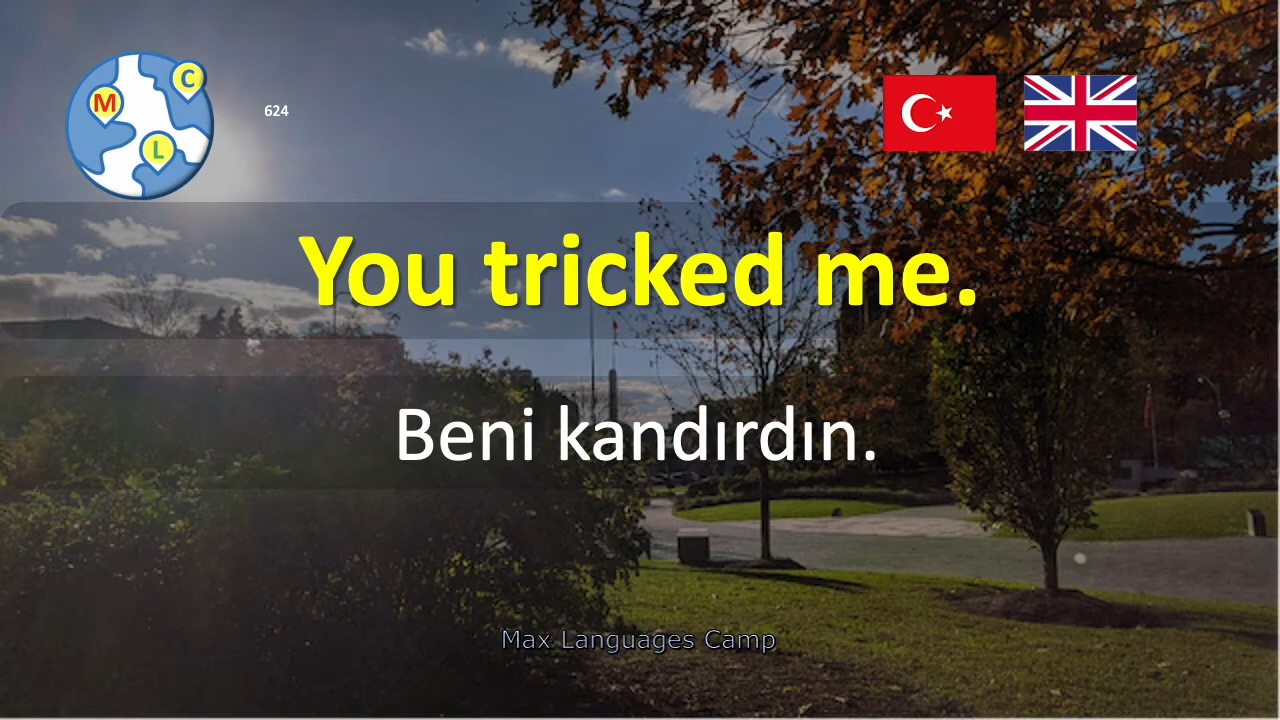 M
C
L
624
You tricked me.
Beni kandırdın.
Max Languages Camp